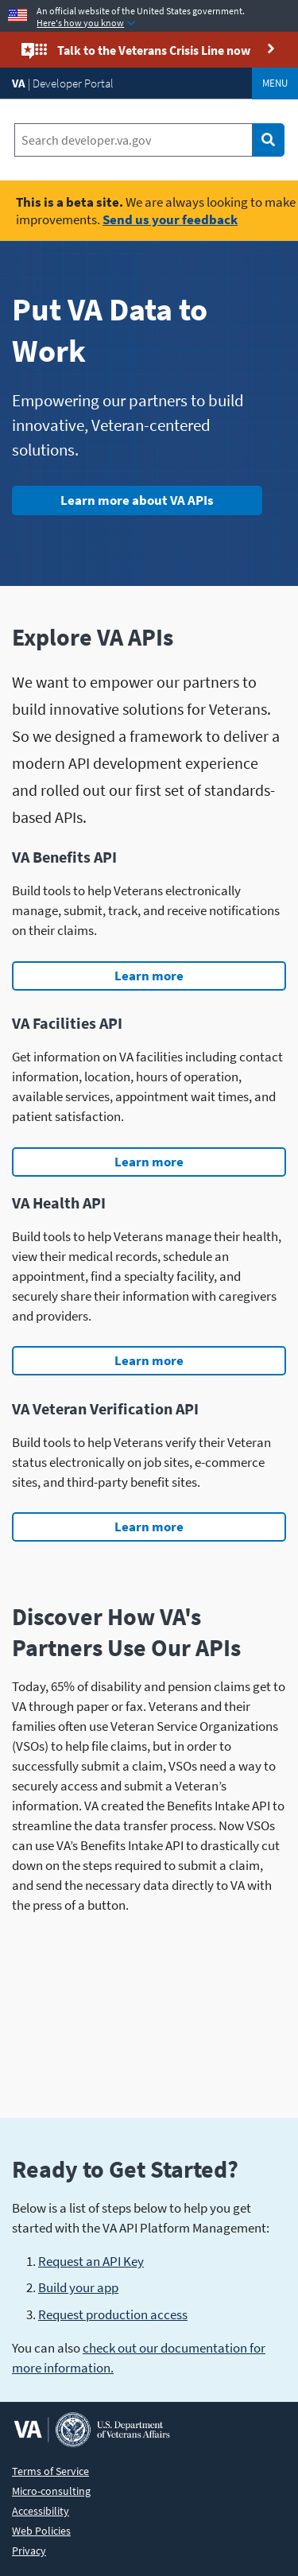 An official website of the United States government.
Here's how you know
Talk to the Veterans Crisis Line now
VA | Developer Portal
MENU
Search developer.va.gov
This is a beta site. We are always looking to make
improvements. Send us your feedback
Put VA Data to
Work
Empowering our partners to build
innovative, Veteran-centered
solutions.
Learn more about VA APIs
Explore VA APIs
We want to empower our partners to
build innovative solutions for Veterans.
So we designed a framework to deliver a
modern API development experience
and rolled out our first set of standards-
based APIs.
VA Benefits API
Build tools to help Veterans electronically
manage, submit, track, and receive notifications
on their claims.
Learn more
VA Facilities API
Get information on VA facilities including contact
information, location, hours of operation,
available services, appointment wait times, and
patient satisfaction.
Learn more
VA Health API
Build tools to help Veterans manage their health,
view their medical records, schedule an
appointment, find a specialty facility, and
securely share their information with caregivers
and providers.
Learn more
VA Veteran Verification API
Build tools to help Veterans verify their Veteran
status electronically on job sites, e-commerce
sites, and third-party benefit sites.
Learn more
Discover How VA's
Partners Use Our APIs
Today, 65% of disability and pension claims get to
VA through paper or fax. Veterans and their
families often use Veteran Service Organizations
(VSOs) to help file claims, but in order to
successfully submit a claim, VSOs need a way to
securely access and submit a Veteran’s
information. VA created the Benefits Intake API to
streamline the data transfer process. Now VSOs
can use VA’s Benefits Intake API to drastically cut
down on the steps required to submit a claim,
and send the necessary data directly to VA with
the press of a button.
Ready to Get Started?
Below is a list of steps below to help you get
started with the VA API Platform Management:
1. Request an API Key
2. Build your app
3. Request production access
You can also check out our documentation for
more information.
VA
U.S. Department
of Veterans Affairs
Terms of Service
Micro-consulting
Accessibility
Web Policies
Privacy